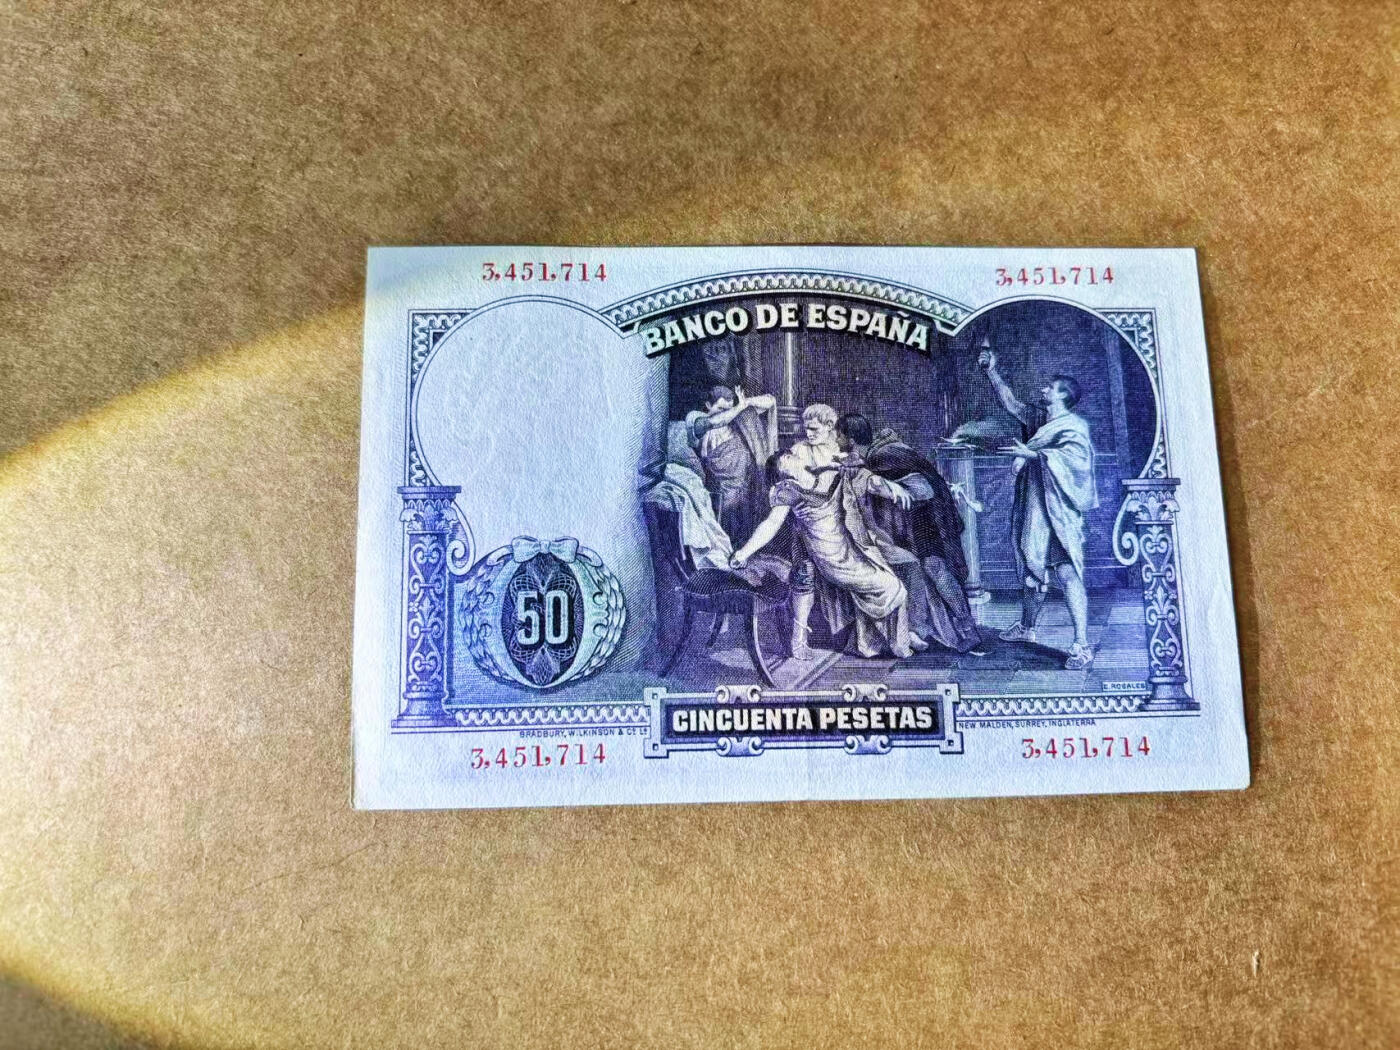 3,451,714
3,451,714
BANCO DE ESPAÑA
50
E. ROSALES
CINCUENTA PESETAS
BRADBURY, WILKINSON & Cº Lº
NEW MALDEN, SURREY, INGLATERRA
3,451,714
3,451,714